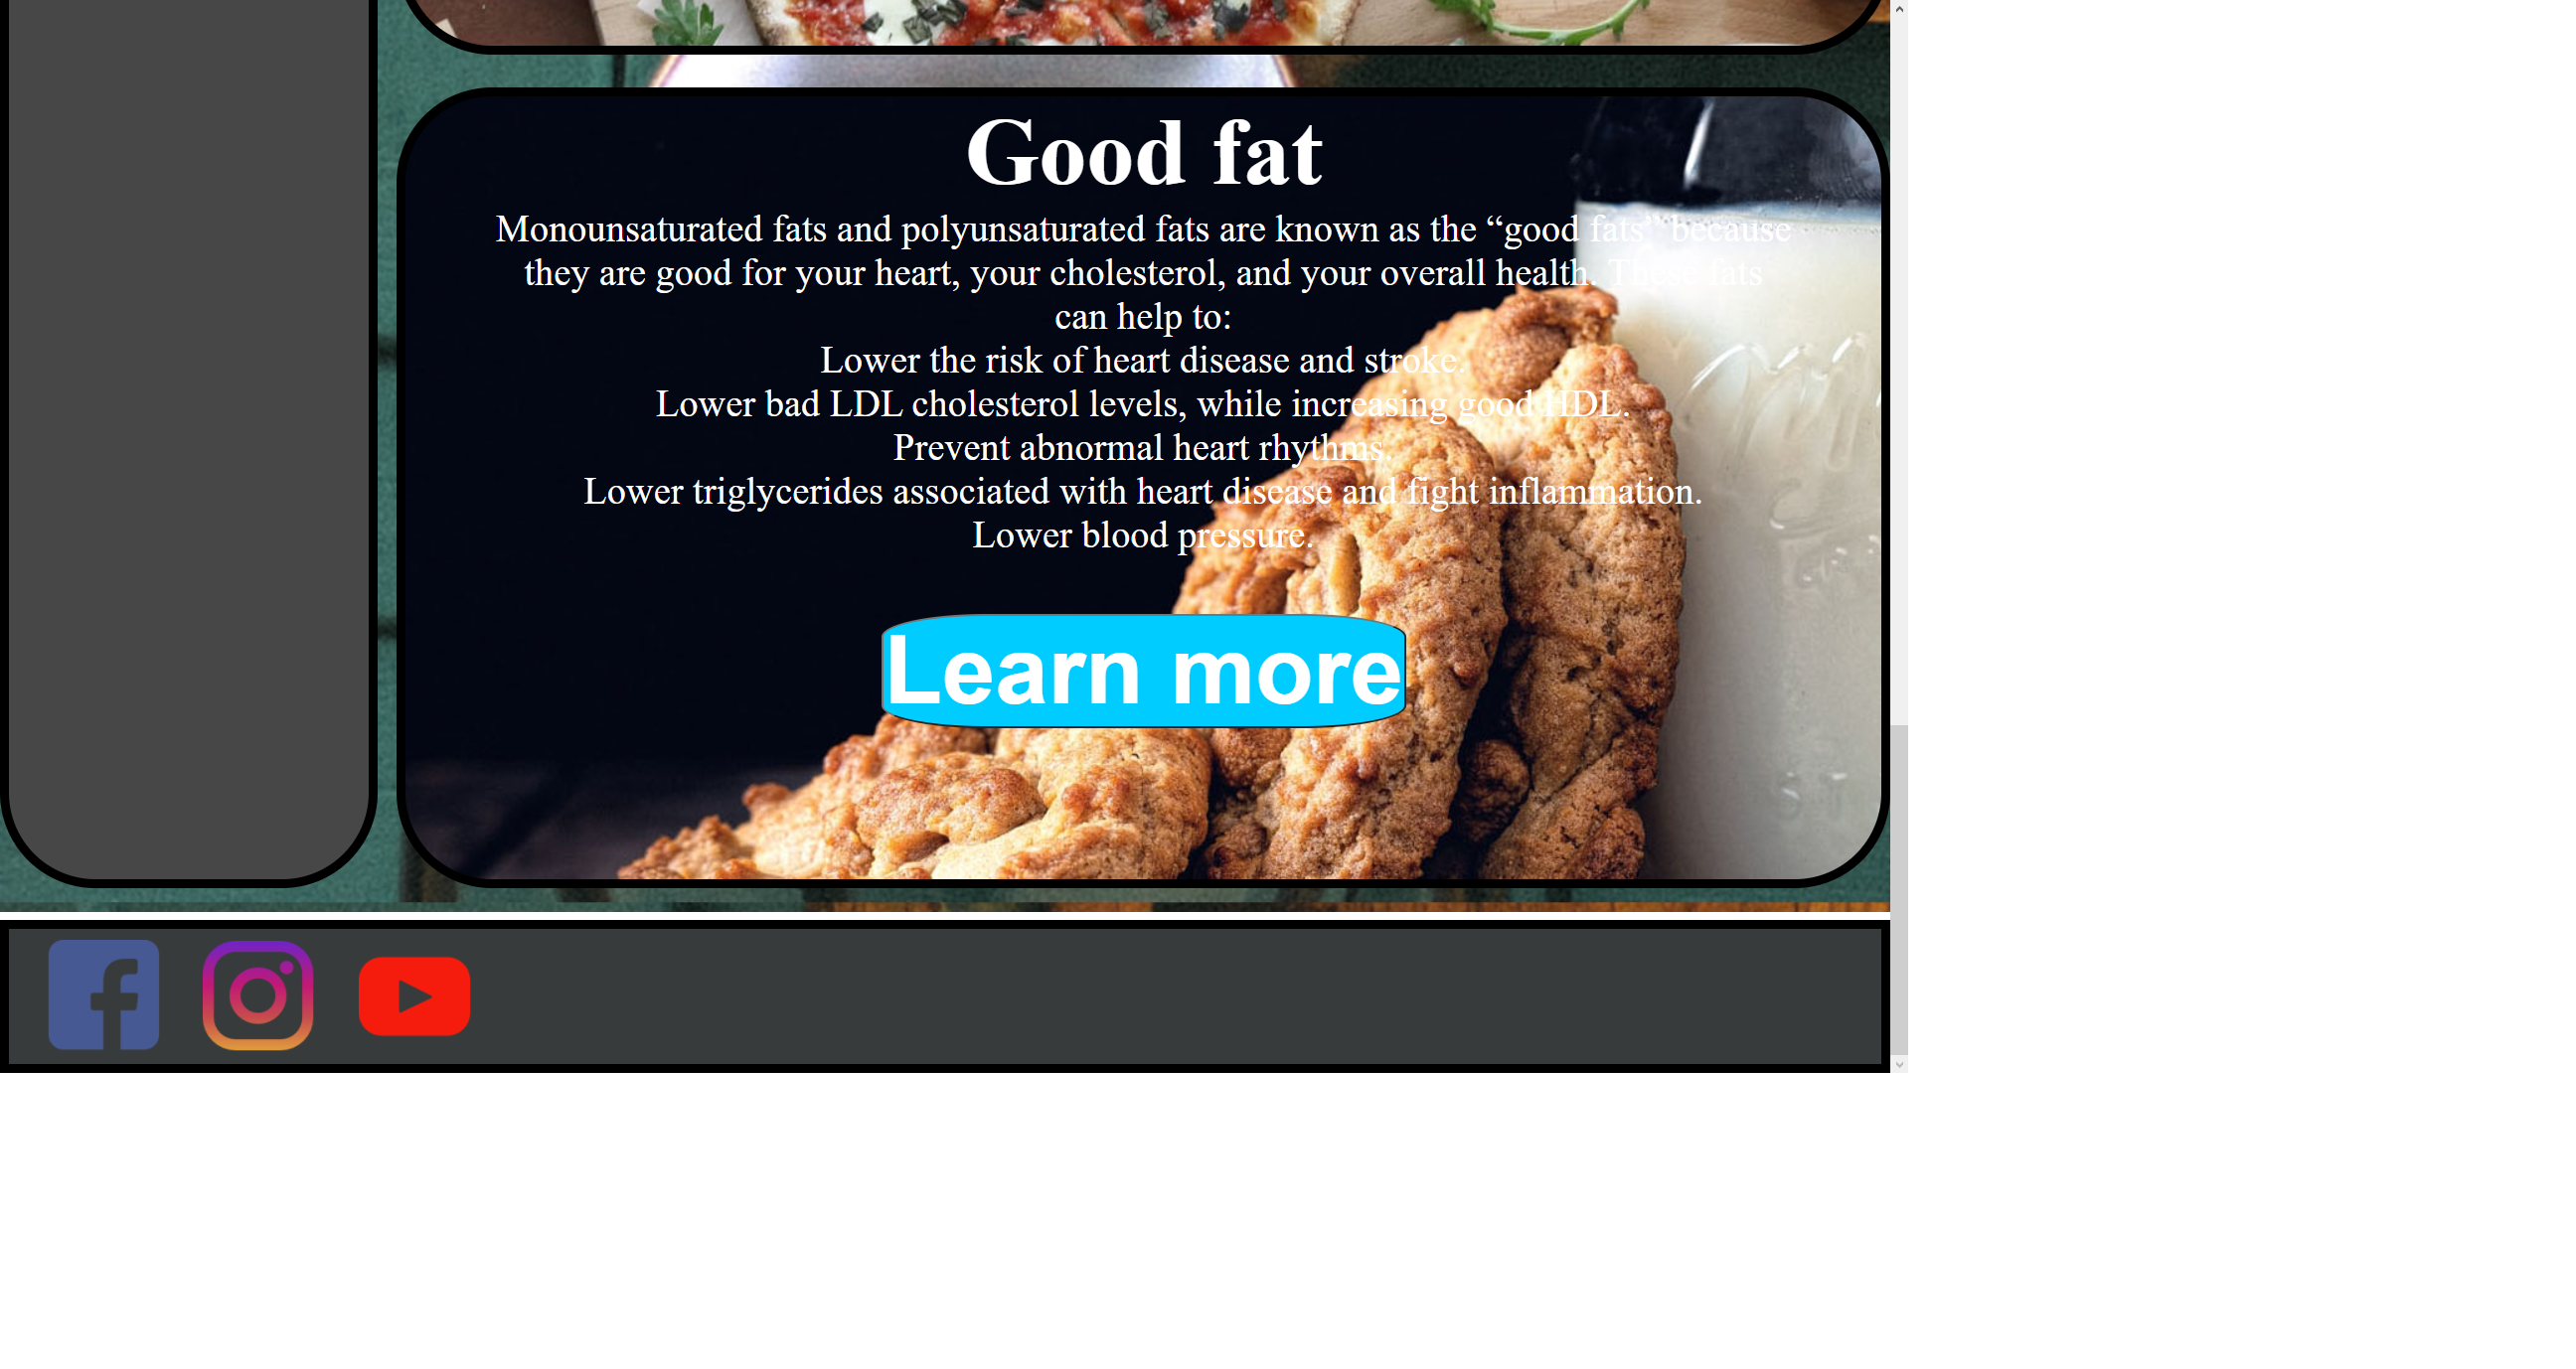 Good fat
Monounsaturated fats and polyunsaturated fats are known as the “good fats” because
they are good for your heart, your cholesterol, and your overall health. These fats
can help to:
Lower the risk of heart disease and stroke.
Lower bad LDL cholesterol levels, while increasing good HDL.
Prevent abnormal heart rhythms.
Lower triglycerides associated with heart disease and fight inflammation.
Lower blood pressure.
Learn more